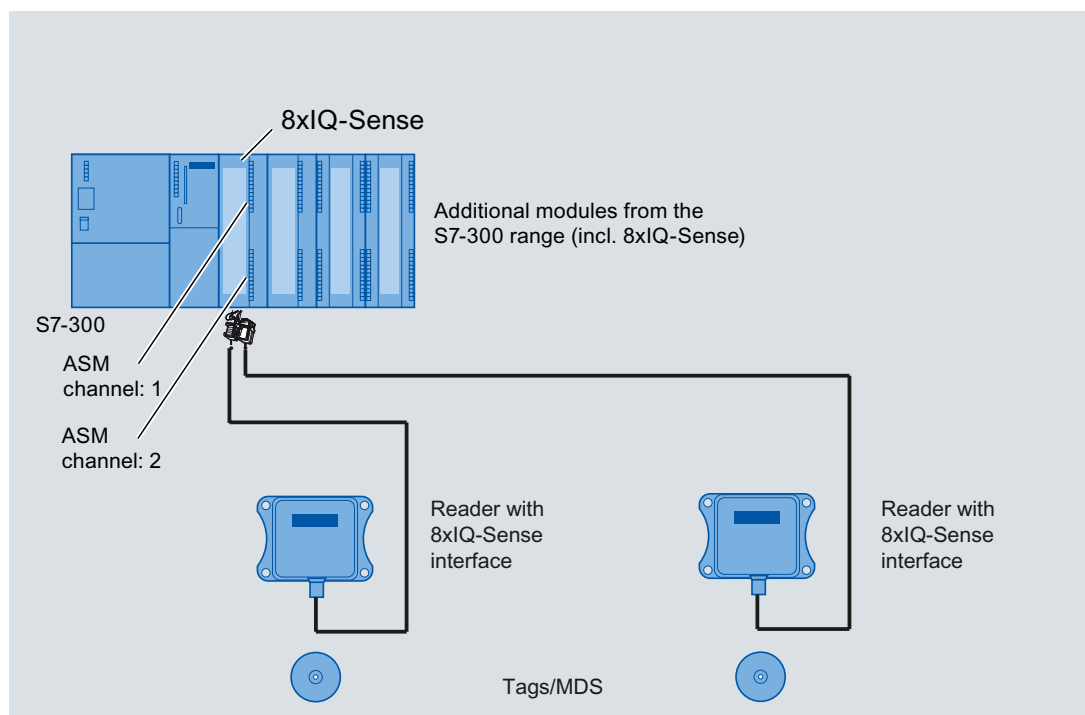 8xIQ-Sense
Additional modules from the
S7-300 range (incl. 8xIQ-Sense)
S7-300
ASM
channel: 1
ASM
channel: 2
Reader with
8xIQ-Sense
interface
Reader with
8xIQ-Sense
interface
Tags/MDS